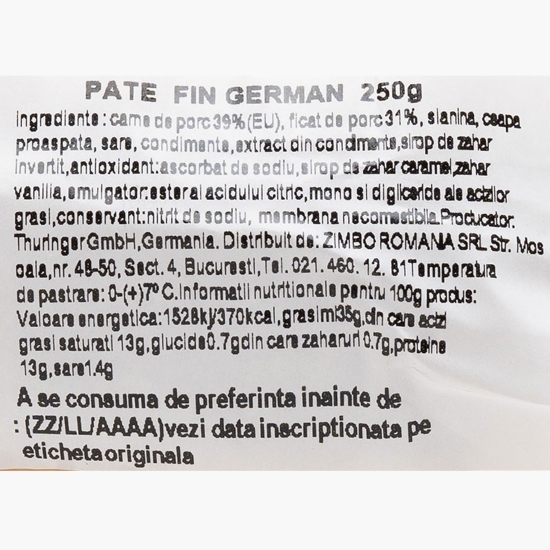 PATE FIN GERMAN 250g
ingrediente : carne de porc 39% (EU), ficat de porc 31%, slanina, ceapa
proaspata, sare, condimente,extract din condimente,sirop de zahar
invertit,antioxidant:ascorbat de sodiu,sirop de zahar caramel,zahar
vanilia,emulgator:ester al acidului citric,mono si digliceride ale acizilor
grasi,conservant:nitrit de sodiu, membrana necomestibila.Producator:
Thuringer GmbH,Germania. Distribuit de: ZIMBO ROMANIA SRL Str. Mos
oala,nr. 48-50, Sect. 4, Bucuresti,Tel. 021. 460. 12. 81Temperatura
de pastrare: 0-(+)7º C.Informatii nutritionale pentru 100g produs:
Valoare energetica:1528kj/370kcal,grasimi35g,din care acizi
grasi saturati 13g,glucide0.7gdin care zaharuri 0.7g,proteine
13g,sare1.4g
A se consuma de preferinta inainte de
: (ZZ/LL/AAAA)vezi data inscriptionata pe
eticheta originala